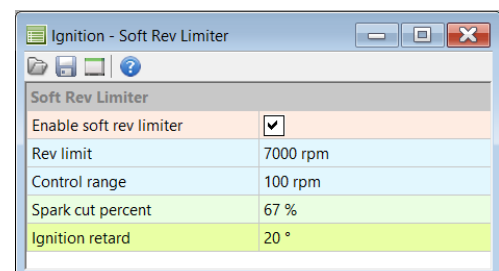 Ignition - Soft Rev Limiter
Soft Rev Limiter
Enable soft rev limiter
Rev limit 7000 rpm
Control range 100 rpm
Spark cut percent 67 %
Ignition retard 20 °